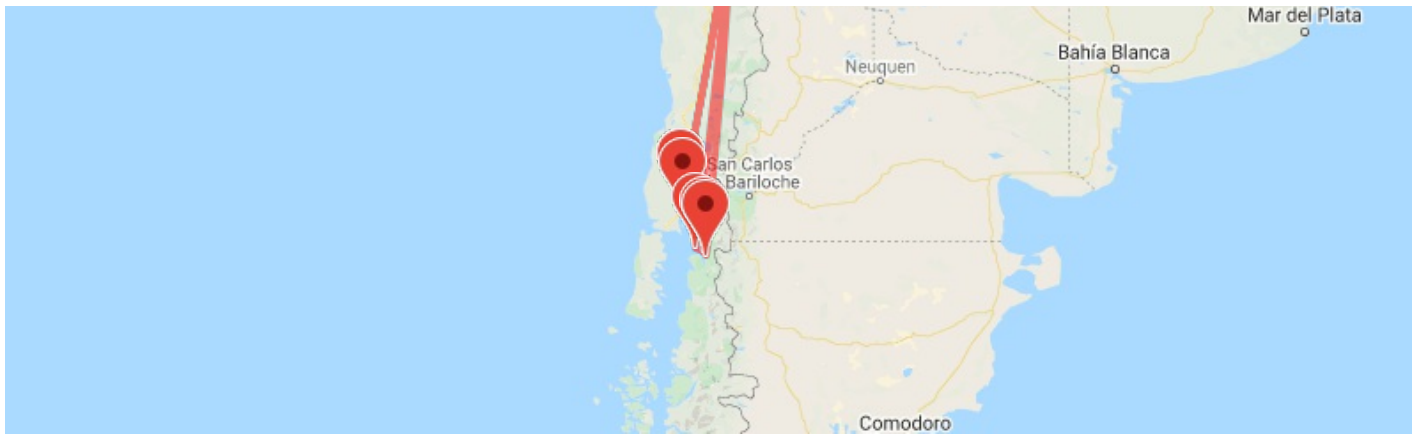 Mar del Plata
Bahía Blanca
Neuquen
San Carlos
Bariloche
Comodoro